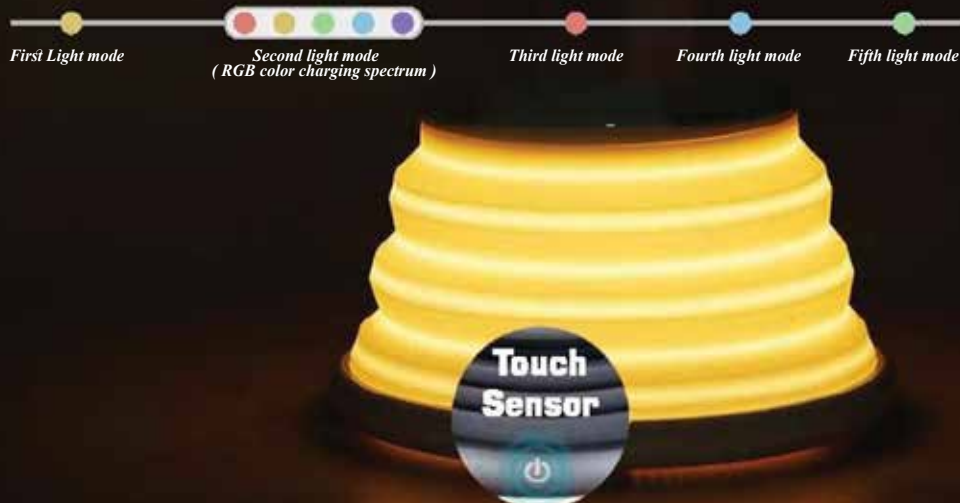 First Light mode
Second light mode
( RGB color charging spectrum )
Third light mode
Fourth light mode
Fifth light mode
Touch
Sensor